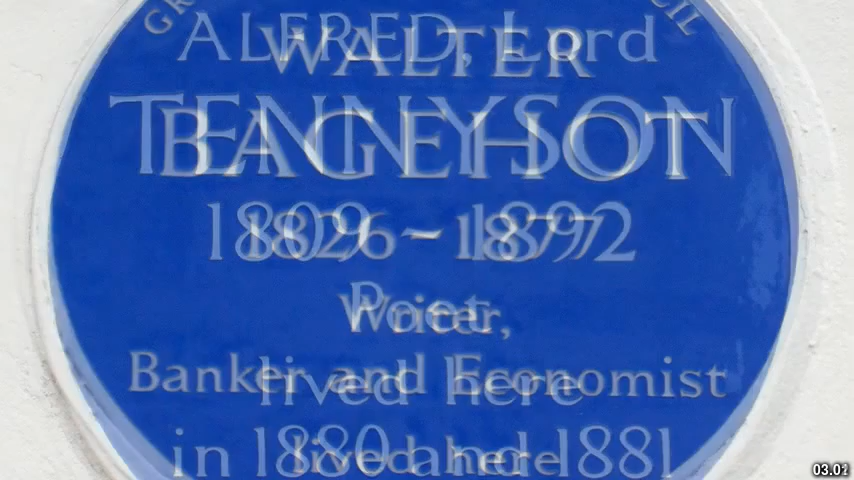 ALFRED, Lord
WALTER
TENNYSON
BAGEHOT
1809 - 1892
1826 - 1877
Poet
Writer,
Banker and Economist
lived here
in 1880 and 1881
lived here